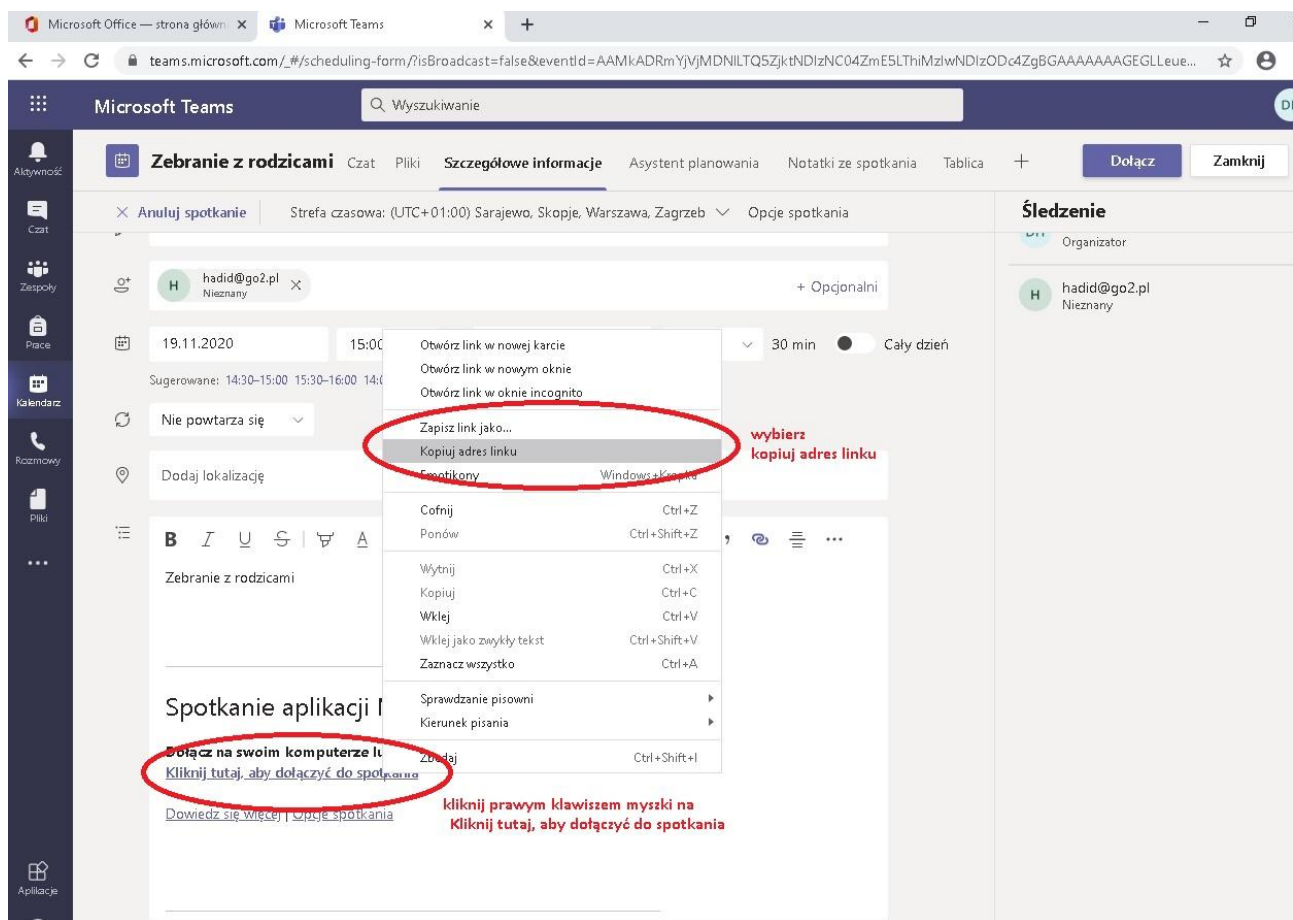 Microsoft Office — strona główn
Microsoft Teams
teams.microsoft.com/_#/scheduling-form/?isBroadcast=false&eventId=
Microsoft Teams
Wyszukiwanie
Aktywność
Czat
Zespoły
Prace
Kalendarz
Rozmowy
Pliki
Aplikacje
Zebranie z rodzicami Czat Pliki Szczegółowe informacje Asystent planowania Notatki ze spotkania Tablica Dołącz Zamknij
Anuluj spotkanie Strefa czasowa: (UTC+01:00) Sarajewo, Skopje, Warszawa, Zagrzeb Opcje spotkania
Śledzenie
Organizator
H hadid@go2.pl
Nieznany
H hadid@go2.pl
Nieznany
+ Opcjonalni
19.11.2020 15:00 30 min Cały dzień
Sugerowane: 14:30–15:00 15:30–16:00
Nie powtarza się
Dodaj lokalizację
Otwórz link w nowej karcie
Otwórz link w nowym oknie
Otwórz link w oknie incognito
Zapisz link jako...
Kopiuj adres linku
Emotikony Windows+Kropka
Cofnij Ctrl+Z
Ponów Ctrl+Shift+Z
Wytnij Ctrl+X
Kopiuj Ctrl+C
Wklej Ctrl+V
Wklej jako zwykły tekst Ctrl+Shift+V
Zaznacz wszystko Ctrl+A
Sprawdzanie pisowni
Kierunek pisania
Zbadaj Ctrl+Shift+I
wybierz
kopiuj adres linku
B I U S A
Zebranie z rodzicami
Spotkanie aplikacji
Dołącz na swoim komputerze lu
Kliknij tutaj, aby dołączyć do spotkania
Dowiedz się więcej | Opcje spotkania
kliknij prawym klawiszem myszki na
Kliknij tutaj, aby dołączyć do spotkania